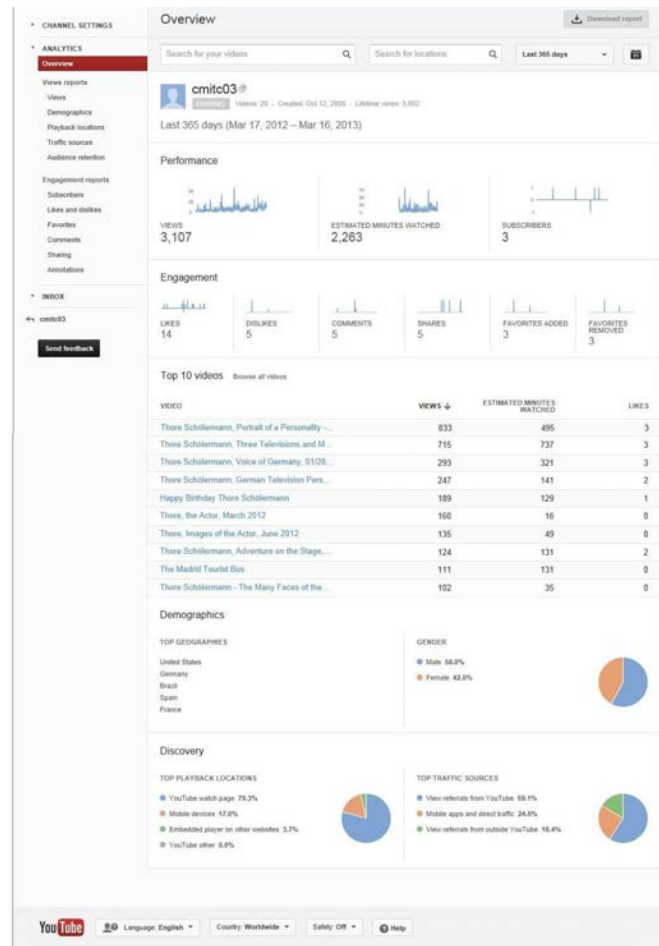 CHANNEL SETTINGS
ANALYTICS
Overview
Views reports
Views
Demographics
Playback locations
Traffic sources
Audience retention
Engagement reports
Subscribers
Likes and dislikes
Favorites
Comments
Sharing
Annotations
INBOX
cmitc03
Send feedback
Overview
Download report
Search for your videos
Search for locations
Last 365 days
cmitc03
CHANNEL Videos: 20 - Created: Oct 12, 2006 - Lifetime views: 3,902
Last 365 days (Mar 17, 2012 – Mar 16, 2013)
Performance
VIEWS
3,107
ESTIMATED MINUTES WATCHED
2,263
SUBSCRIBERS
3
Engagement
LIKES
14
DISLIKES
5
COMMENTS
5
SHARES
5
FAVORITES ADDED
3
FAVORITES REMOVED
3
Top 10 videos Browse all videos
VIDEO VIEWS ESTIMATED MINUTES WATCHED LIKES
Thore Schölermann, Portrait of a Personality -... 833 495 3
Thore Schölermann, Three Televisions and M... 715 737 3
Thore Schölermann, Voice of Germany, 01/28... 293 321 3
Thore Schölermann, German Television Pers... 247 141 2
Happy Birthday Thore Schölermann 189 129 1
Thore, the Actor, March 2012 160 16 0
Thore, Images of the Actor, June 2012 135 49 0
Thore Schölermann, Adventure on the Stage,... 124 131 2
The Madrid Tourist Bus 111 131 0
Thore Schölermann - The Many Faces of the... 102 35 0
Demographics
TOP GEOGRAPHIES
United States
Germany
Brazil
Spain
France
GENDER
Male 58.0%
Female 42.0%
Discovery
TOP PLAYBACK LOCATIONS
YouTube watch page 79.3%
Mobile devices 17.0%
Embedded player on other websites 3.7%
YouTube other 0.0%
TOP TRAFFIC SOURCES
View referrals from YouTube 59.1%
Mobile apps and direct traffic 24.5%
View referrals from outside YouTube 16.4%
YouTube
Language: English
Country: Worldwide
Safety: Off
Help